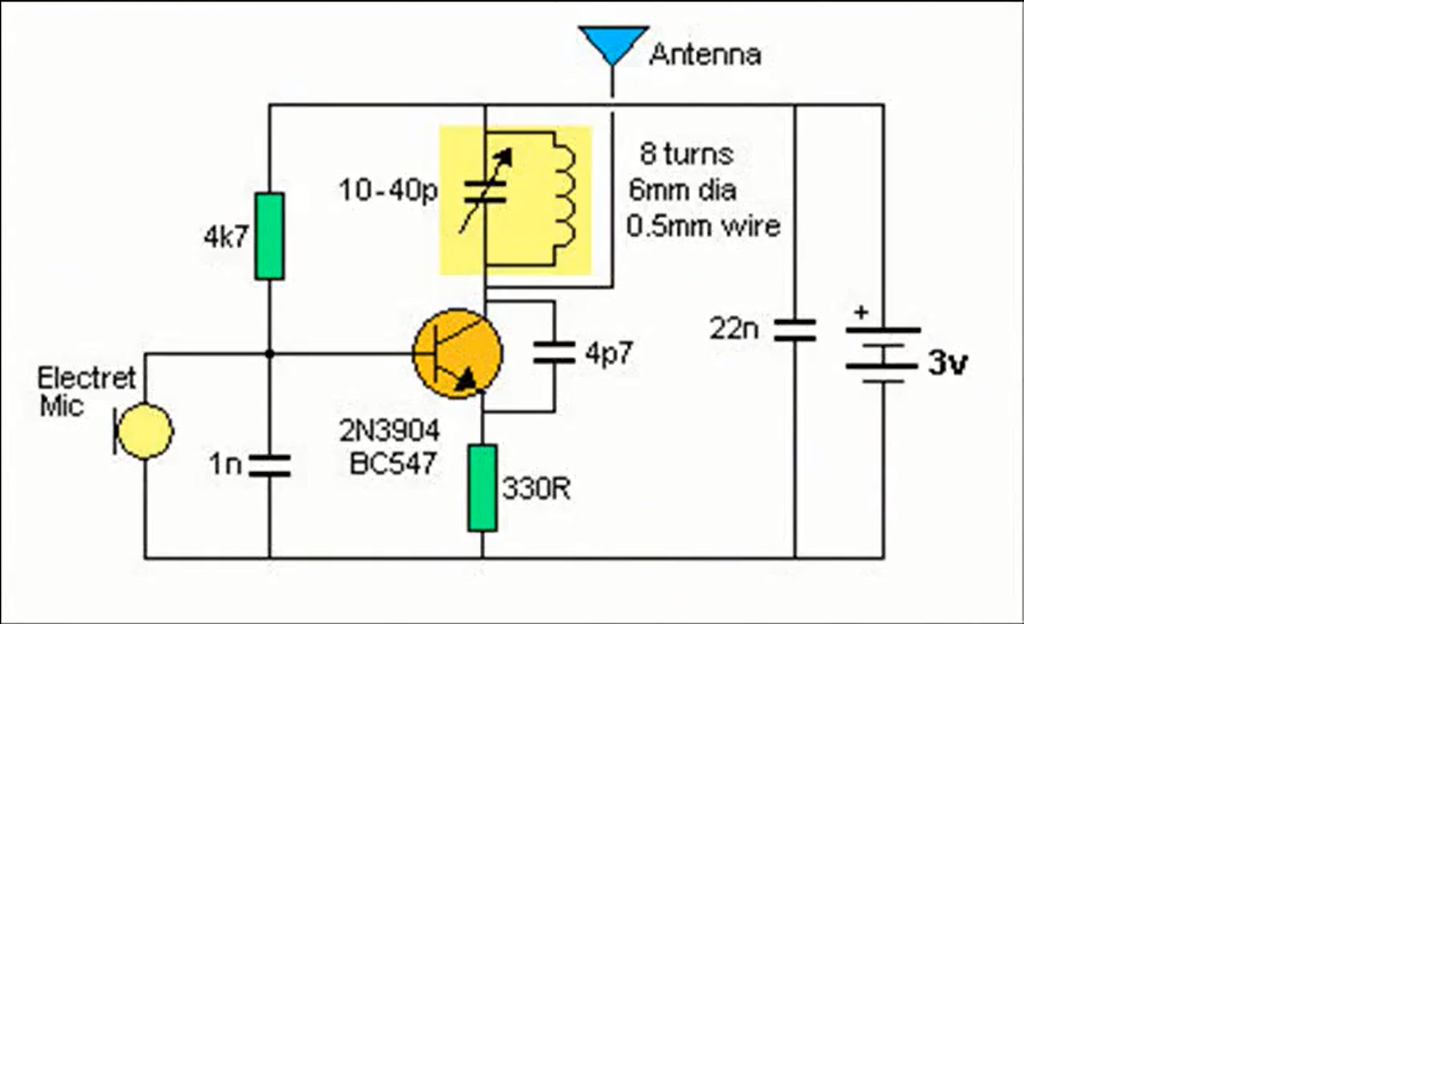 Antenna
10-40p
8 turns
6mm dia
0.5mm wire
4k7
22n
+
3v
4p7
Electret
Mic
2N3904
BC547
1n
330R